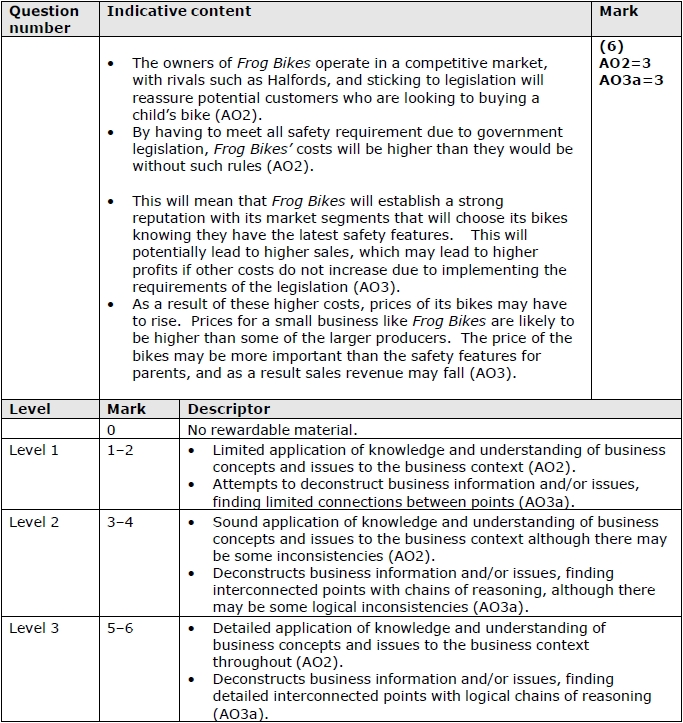 Question number Indicative content Mark
• The owners of Frog Bikes operate in a competitive market,
with rivals such as Halfords, and sticking to legislation will
reassure potential customers who are looking to buying a
child's bike (AO2).
• By having to meet all safety requirement due to government
legislation, Frog Bikes' costs will be higher than they would be
without such rules (AO2).
• This will mean that Frog Bikes will establish a strong
reputation with its market segments that will choose its bikes
knowing they have the latest safety features. This will
potentially lead to higher sales, which may lead to higher
profits if other costs do not increase due to implementing the
requirements of the legislation (AO3).
• As a result of these higher costs, prices of its bikes may have
to rise. Prices for a small business like Frog Bikes are likely to
be higher than some of the larger producers. The price of the
bikes may be more important than the safety features for
parents, and as a result sales revenue may fall (AO3).
(6)
AO2=3
AO3a=3
Level Mark Descriptor
0 No rewardable material.
Level 1 1–2 • Limited application of knowledge and understanding of business
concepts and issues to the business context (AO2).
• Attempts to deconstruct business information and/or issues,
finding limited connections between points (AO3a).
Level 2 3–4 • Sound application of knowledge and understanding of business
concepts and issues to the business context although there may
be some inconsistencies (AO2).
• Deconstructs business information and/or issues, finding
interconnected points with chains of reasoning, although there
may be some logical inconsistencies (AO3a).
Level 3 5–6 • Detailed application of knowledge and understanding of
business concepts and issues to the business context
throughout (AO2).
• Deconstructs business information and/or issues, finding
detailed interconnected points with logical chains of reasoning
(AO3a).